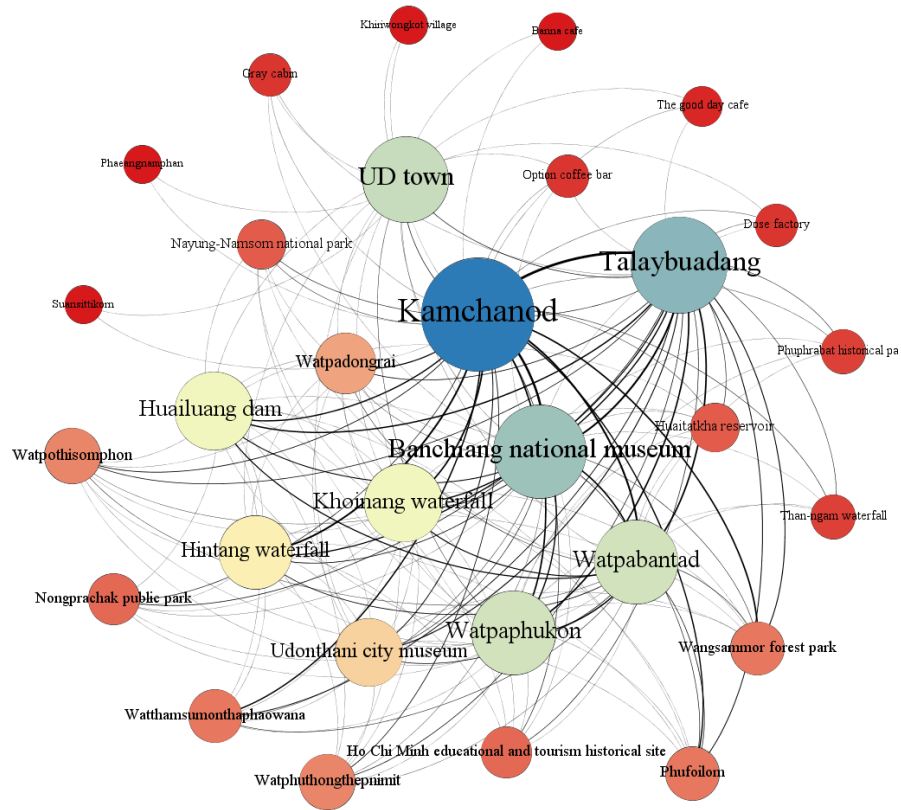 Khiriwongkot village
Banna cafe
Gray cabin
The good day cafe
Phaeangnamphan
UD town
Option coffee bar
Dose factory
Nayung-Namsom national park
Talaybuadang
Suansittikom
Kamchanod
Watpadongrai
Phuphrabat historical pa
Huailuang dam
Huaitatkha reservoir
Watpothisomphon
Banchiang national museum
Khoinang waterfall
Than-ngam waterfall
Hintang waterfall
Watpabantad
Nongprachak public park
Watpaphukon
Udonthani city museum
Wangsammor forest park
Watthamsumonthaphaowana
Ho Chi Minh educational and tourism historical site
Phufoilom
Watphuthongthepnimit